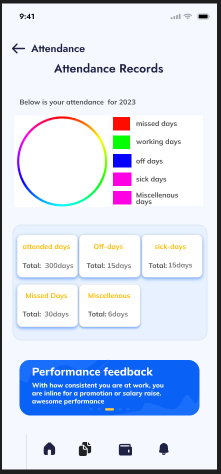 9:41
Attendance
Attendance Records
Below is your attendance for 2023
missed days
working days
off days
sick days
Miscellenous
days
attended days
Total: 300days
Off-days
Total: 15days
sick-days
Total:15days
Missed Days
Total: 30days
Miscellenous
Total: 6days
Performance feedback
With how consistent you are at work, you
are inline for a promotion or salary raise.
awesome performance